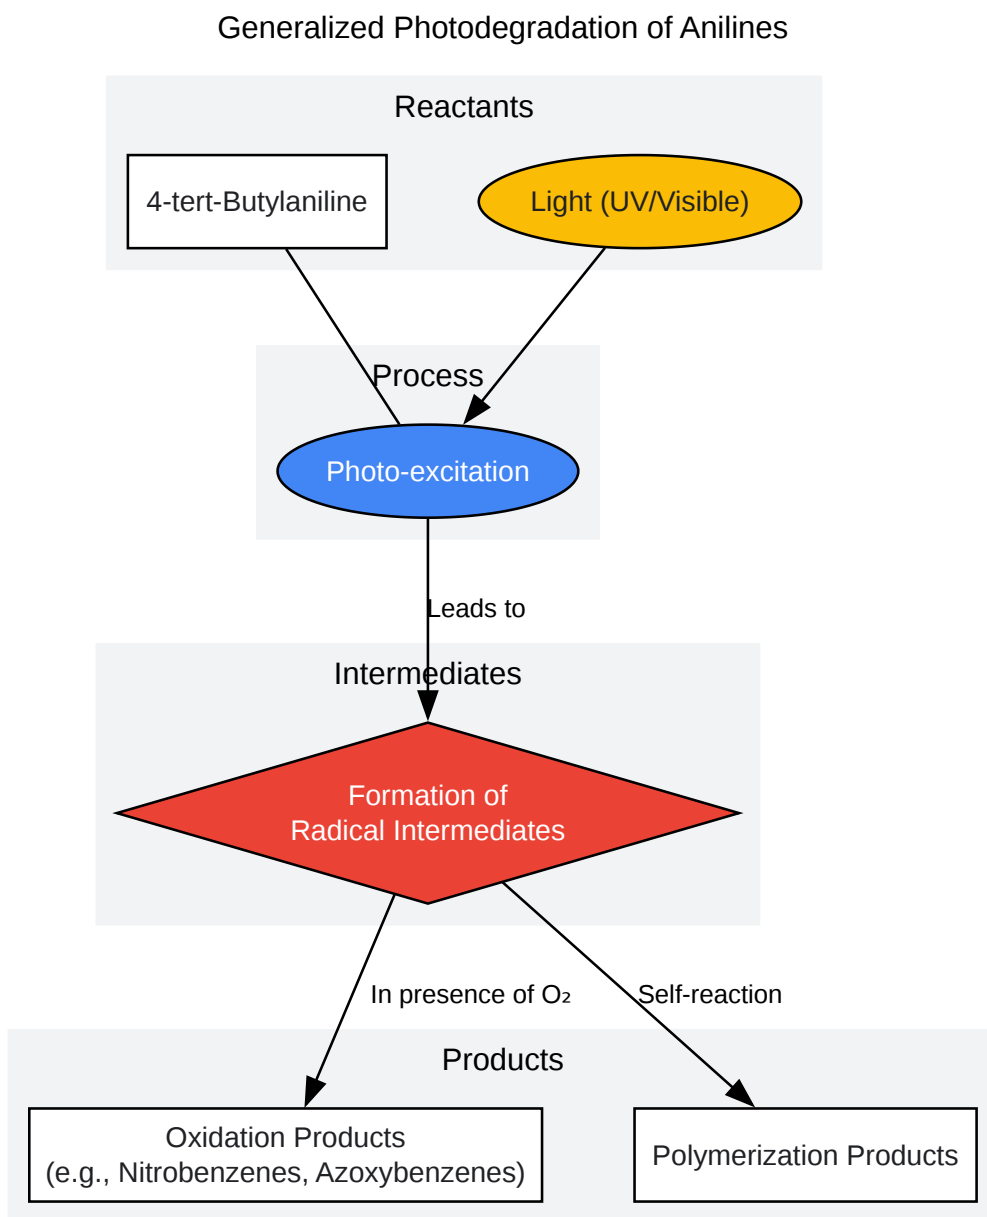 Generalized Photodegradation of Anilines
Reactants
4-tert-Butylaniline
Light (UV/Visible)
Process
Photo-excitation
Leads to
Intermediates
Formation of
Radical Intermediates
In presence of O₂
Self-reaction
Products
Oxidation Products
(e.g., Nitrobenzenes, Azoxybenzenes)
Polymerization Products